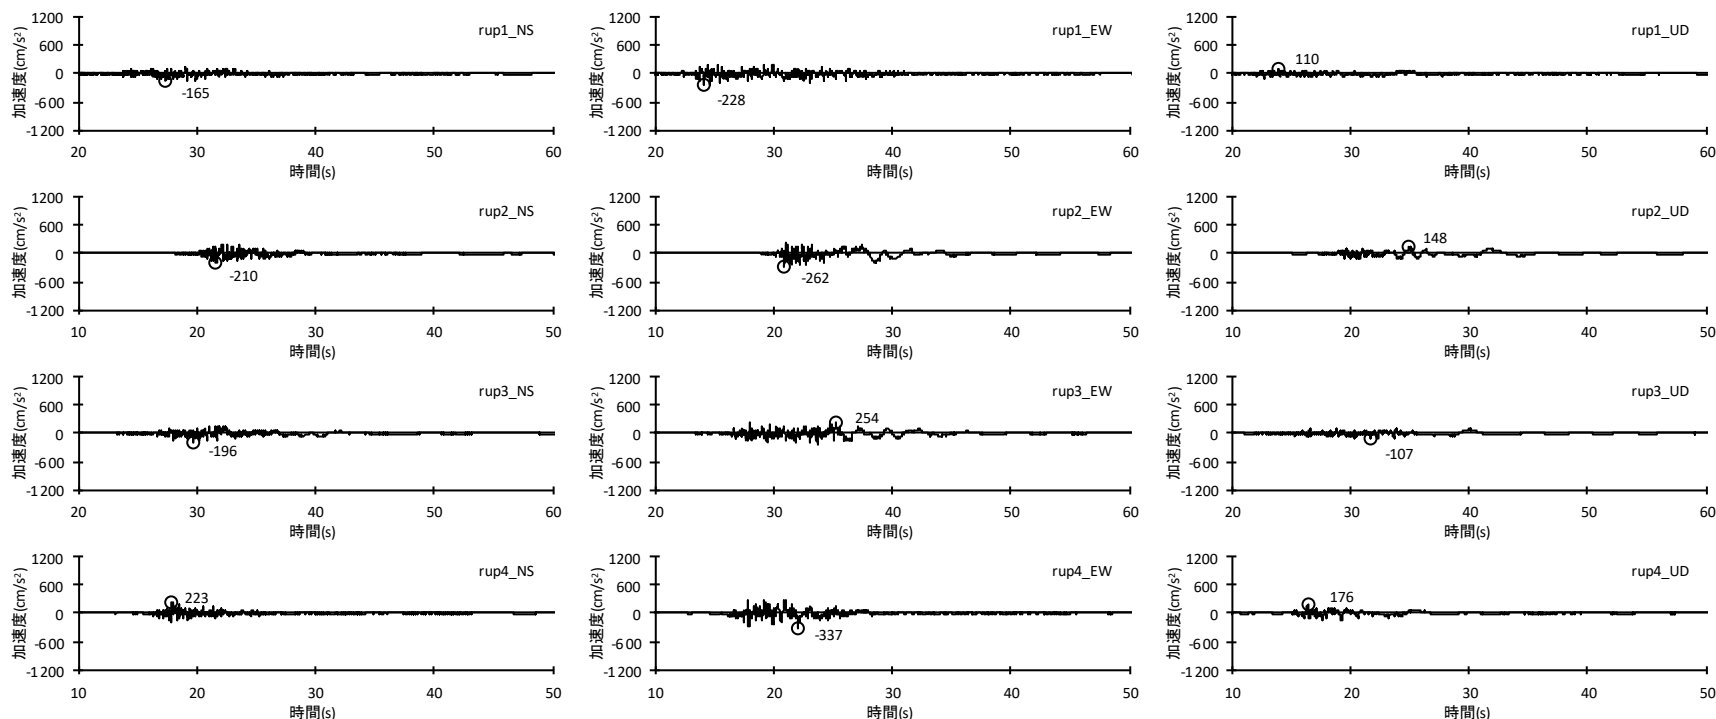 1200 rup1_NS
600
0
-600 -165
-1200
加速度(cm/s²)
20 30 40 50 60
時間(s)
1200 rup1_EW
600
0
-600 -228
-1200
加速度(cm/s²)
20 30 40 50 60
時間(s)
1200 rup1_UD
600 110
0
-600
-1200
加速度(cm/s²)
20 30 40 50 60
時間(s)
1200 rup2_NS
600
0
-600 -210
-1200
加速度(cm/s²)
10 20 30 40 50
時間(s)
1200 rup2_EW
600
0
-600 -262
-1200
加速度(cm/s²)
10 20 30 40 50
時間(s)
1200 rup2_UD
600 148
0
-600
-1200
加速度(cm/s²)
10 20 30 40 50
時間(s)
1200 rup3_NS
600
0
-600 -196
-1200
加速度(cm/s²)
10 20 30 40 50
時間(s)
1200 rup3_EW
600 254
0
-600
-1200
加速度(cm/s²)
10 20 30 40 50
時間(s)
1200 rup3_UD
600
0
-600 -107
-1200
加速度(cm/s²)
10 20 30 40 50
時間(s)
1200 rup4_NS
600 223
0
-600
-1200
加速度(cm/s²)
10 20 30 40 50
時間(s)
1200 rup4_EW
600
0
-600 -337
-1200
加速度(cm/s²)
10 20 30 40 50
時間(s)
1200 rup4_UD
600 176
0
-600
-1200
加速度(cm/s²)
10 20 30 40 50
時間(s)